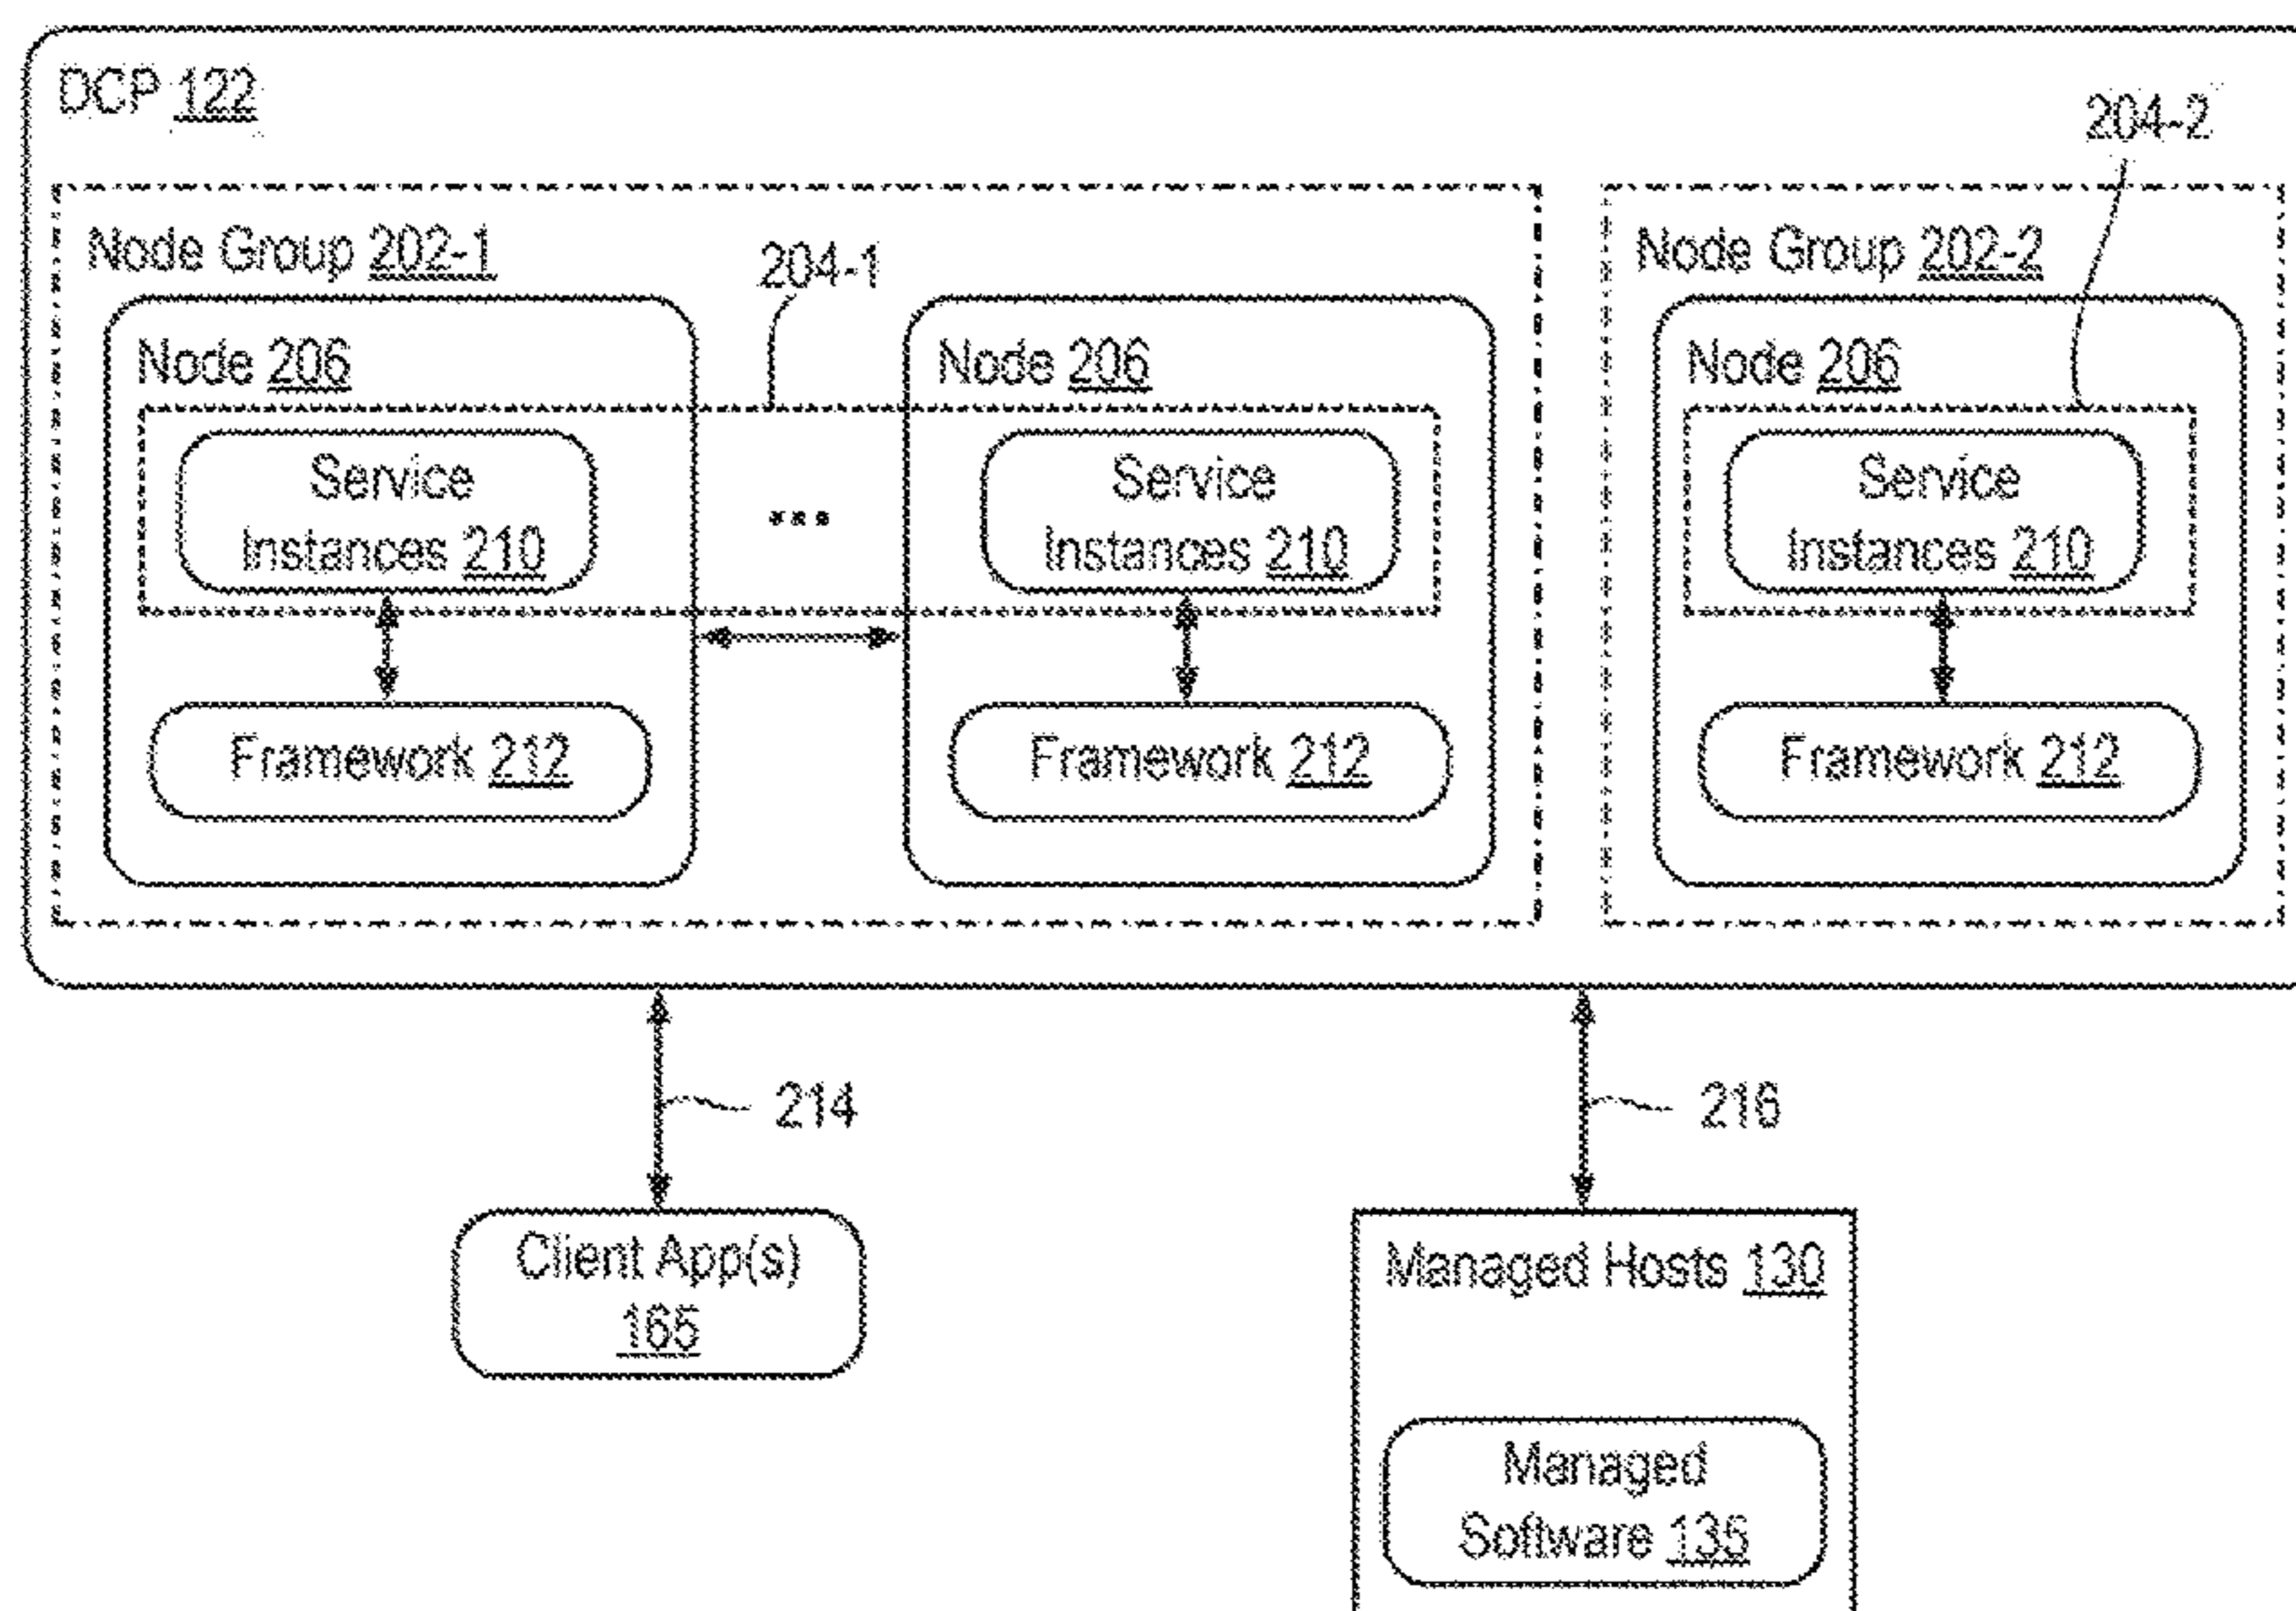 DCP 122
204-2
Node Group 202-1
204-1
Node Group 202-2
Node 206
Node 206
Node 206
Service
Instances 210
...
Service
Instances 210
Service
Instances 210
Framework 212
Framework 212
Framework 212
214
216
Client App(s)
165
Managed Hosts 130
Managed
Software 135